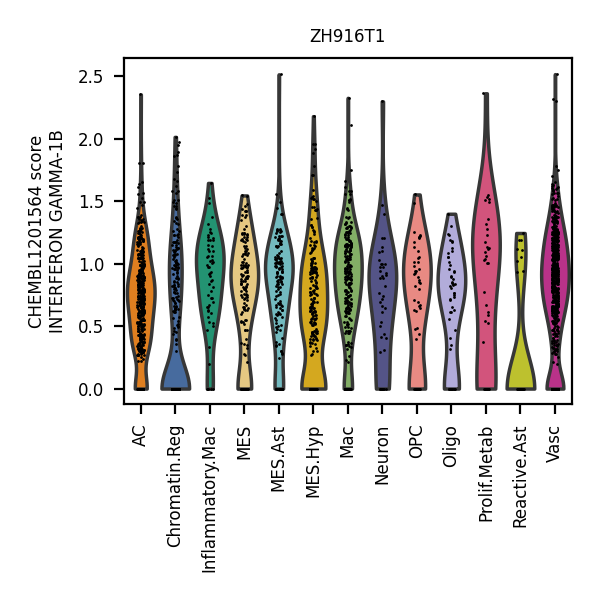 ZH916T1
CHEMBL1201564 score
INTERFERON GAMMA-1B
2.5
2.0
1.5
1.0
0.5
0.0
AC
Chromatin.Reg
Inflammatory.Mac
MES
MES.Ast
MES.Hyp
Mac
Neuron
OPC
Oligo
Prolif.Metab
Reactive.Ast
Vasc